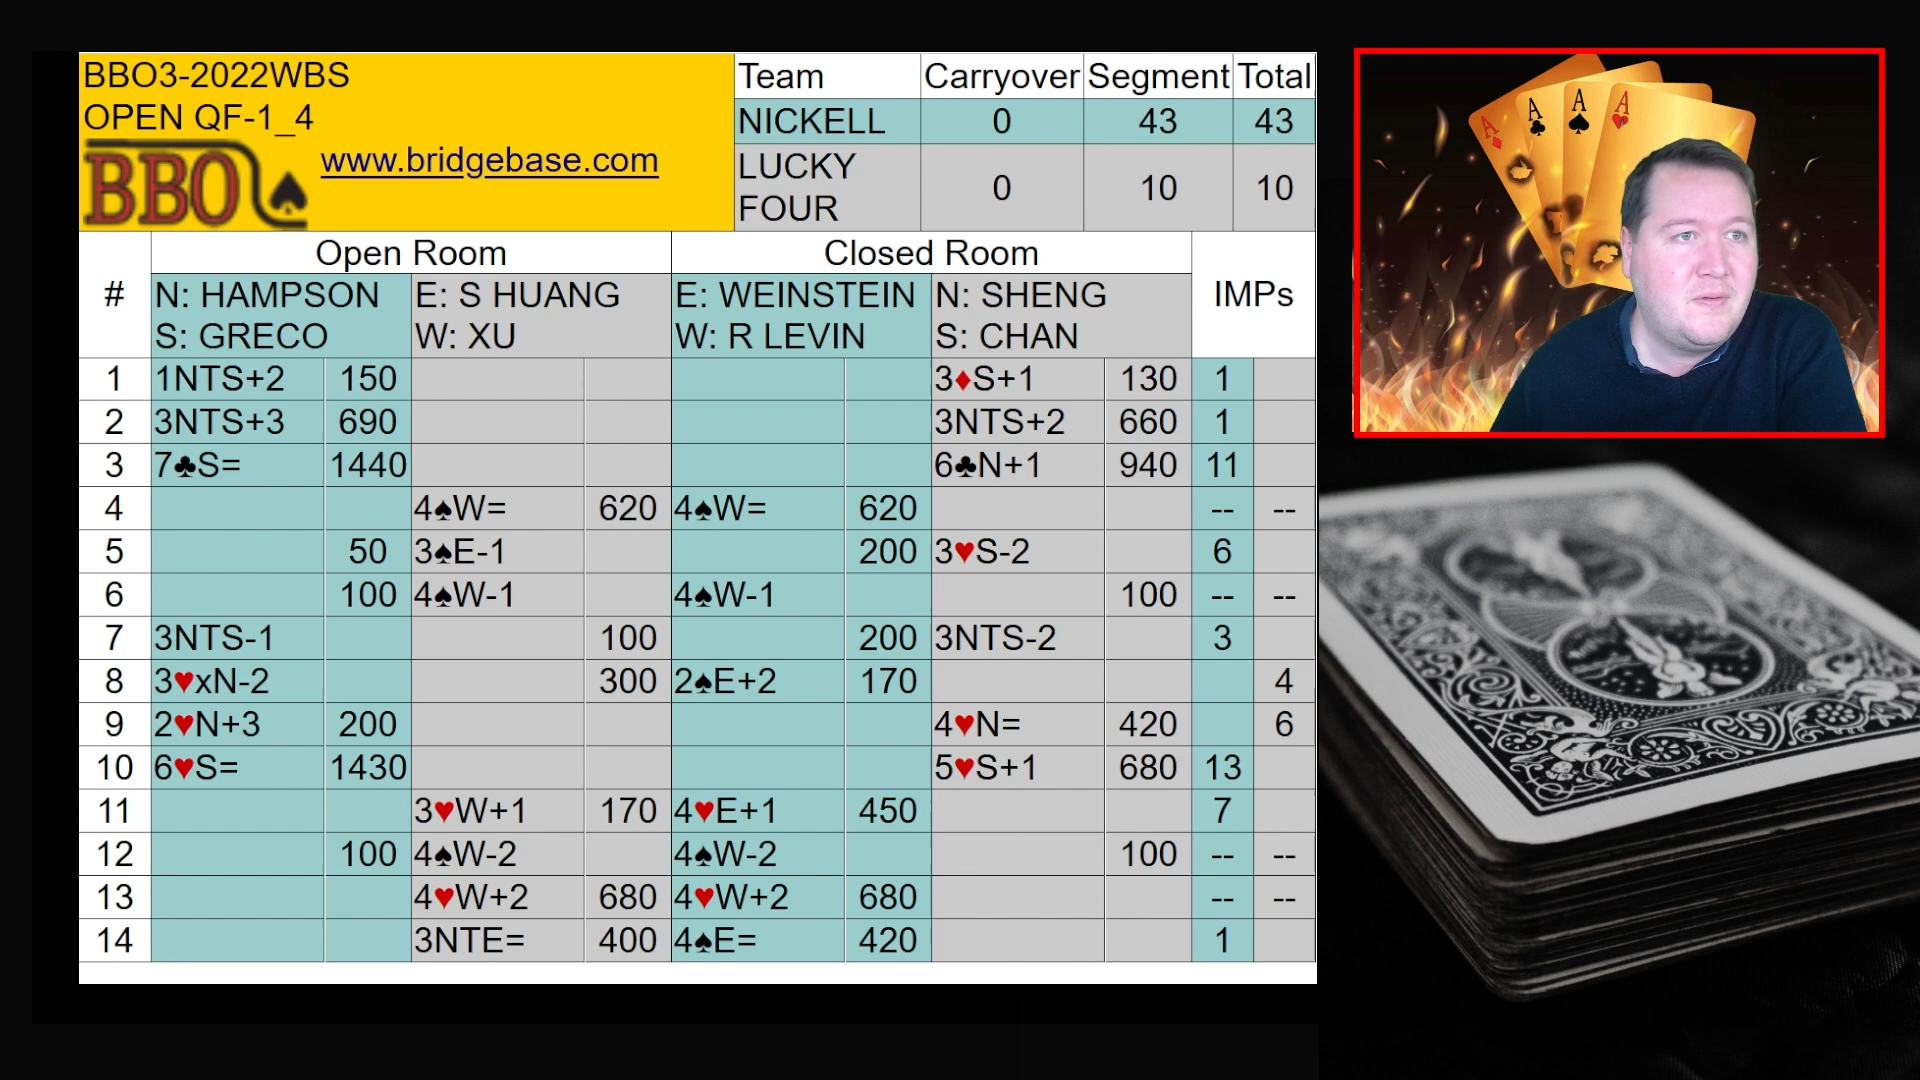 BBO3-2022WBS
OPEN QF-1_4
BBO
www.bridgebase.com
Team Carryover Segment Total
NICKELL 0 43 43
LUCKY FOUR 0 10 10
# Open Room Closed Room IMPs
N: HAMPSON E: S HUANG E: WEINSTEIN N: SHENG
S: GRECO W: XU W: R LEVIN S: CHAN
1 1NTS+2 150 3♦S+1 130 1
2 3NTS+3 690 3NTS+2 660 1
3 7♣S= 1440 6♣N+1 940 11
4 4♠W= 620 4♠W= 620 -- --
5 50 3♠E-1 200 3♥S-2 6
6 100 4♠W-1 4♠W-1 100 -- --
7 3NTS-1 100 200 3NTS-2 3
8 3♥xN-2 300 2♠E+2 170 4
9 2♥N+3 200 4♥N= 420 6
10 6♥S= 1430 5♥S+1 680 13
11 3♥W+1 170 4♥E+1 450 7
12 100 4♠W-2 4♠W-2 100 -- --
13 4♥W+2 680 4♥W+2 680 -- --
14 3NTE= 400 4♠E= 420 1
A A A A